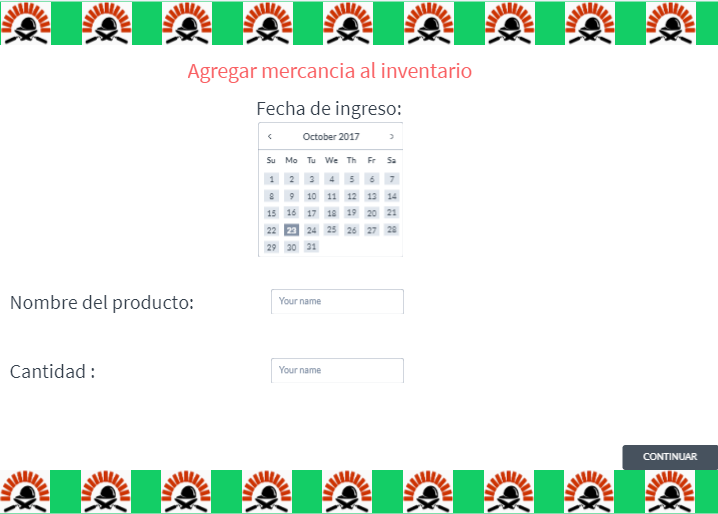 Agregar mercancia al inventario
Fecha de ingreso:
‹ October 2017 ›
Su Mo Tu We Th Fr Sa
1 2 3 4 5 6 7
8 9 10 11 12 13 14
15 16 17 18 19 20 21
22 23 24 25 26 27 28
29 30 31
Nombre del producto: Your name
Cantidad : Your name
CONTINUAR